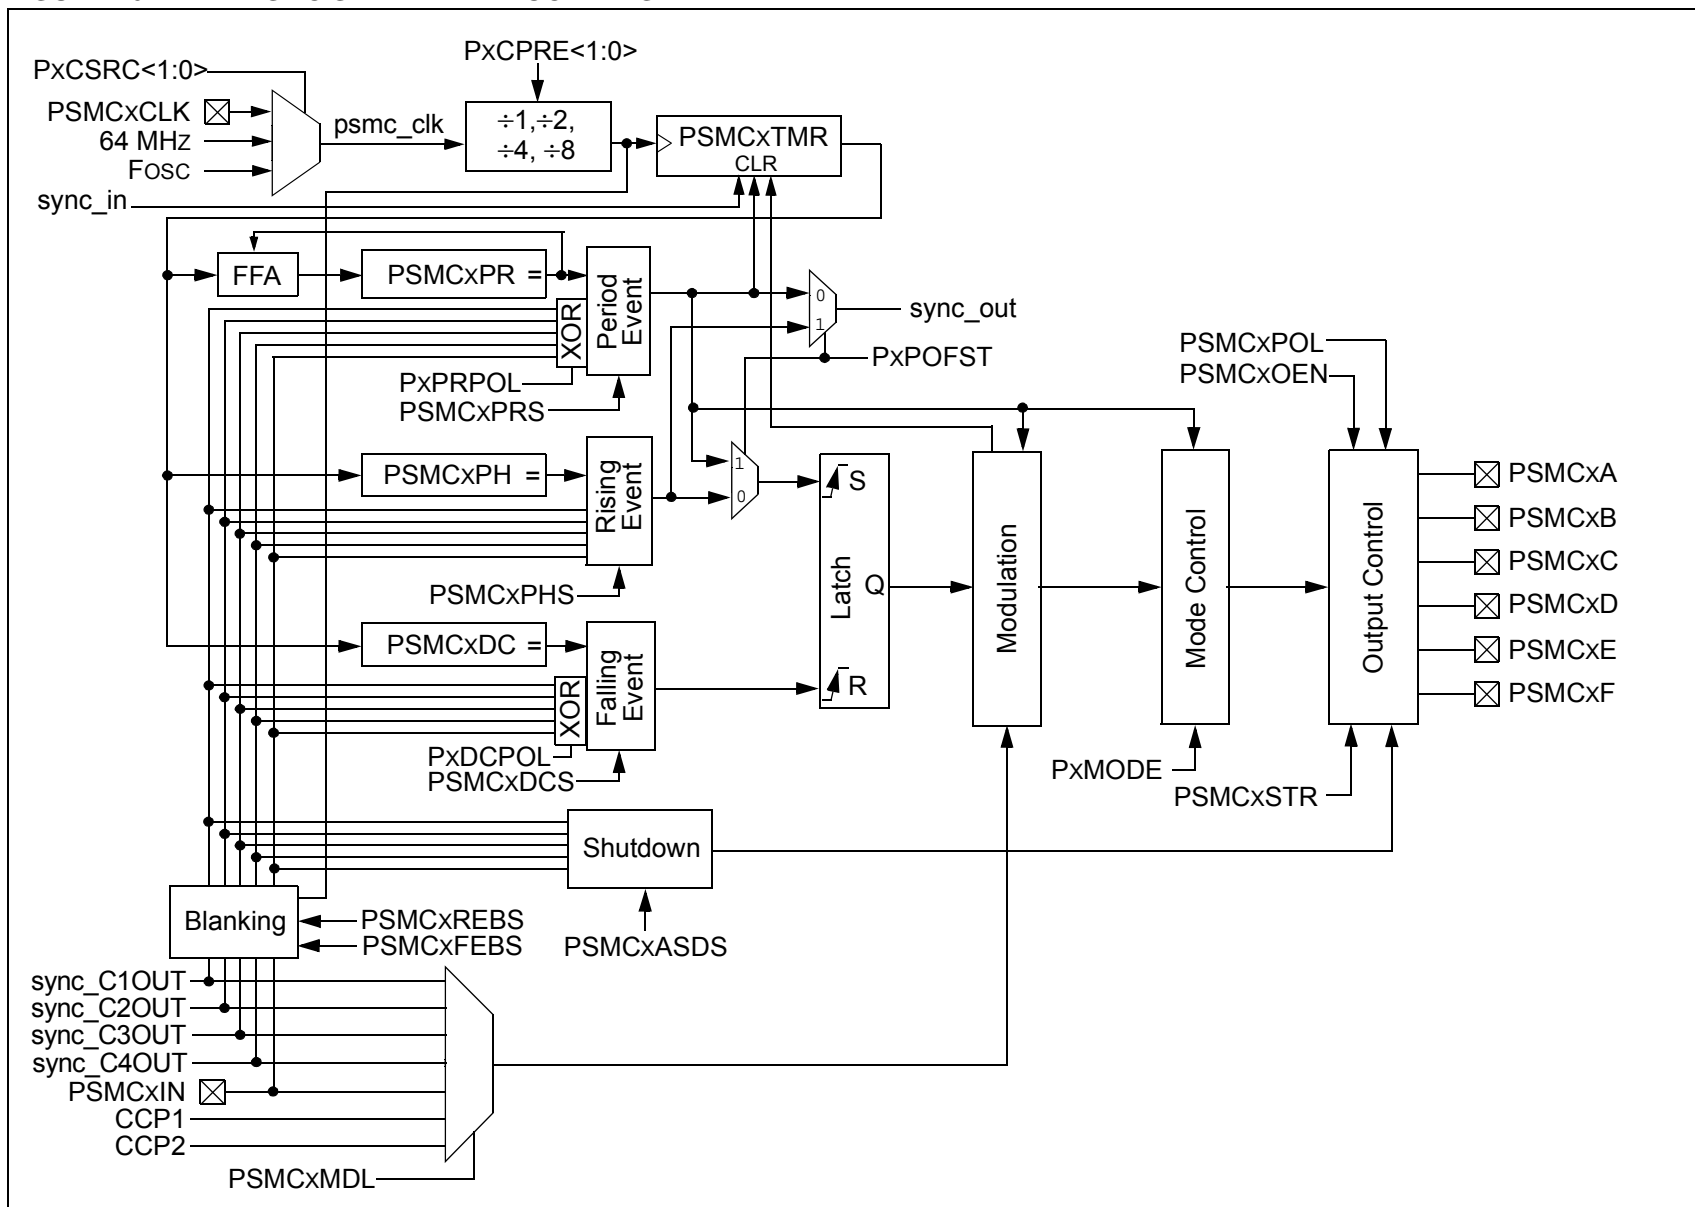 PxCPRE<1:0>
PxCSRC<1:0>
PSMCxCLK
64 MHz
FOSC
psmc_clk
÷1,÷2,
÷4, ÷8
PSMCxTMR
CLR
sync_in
FFA
PSMCxPR =
XOR
Period
Event
0
1
sync_out
PxPOFST
PxPRPOL
PSMCxPRS
PSMCxPOL
PSMCxOEN
PSMCxPH =
Rising
Event
1
0
PSMCxPHS
S
Latch
Q
R
Modulation
Mode Control
Output Control
PSMCxA
PSMCxB
PSMCxC
PSMCxD
PSMCxE
PSMCxF
PSMCxDC =
XOR
Falling
Event
PxDCPOL
PSMCxDCS
PxMODE
PSMCxSTR
Shutdown
PSMCxASDS
Blanking
PSMCxREBS
PSMCxFEBS
sync_C1OUT
sync_C2OUT
sync_C3OUT
sync_C4OUT
PSMCxIN
CCP1
CCP2
PSMCxMDL